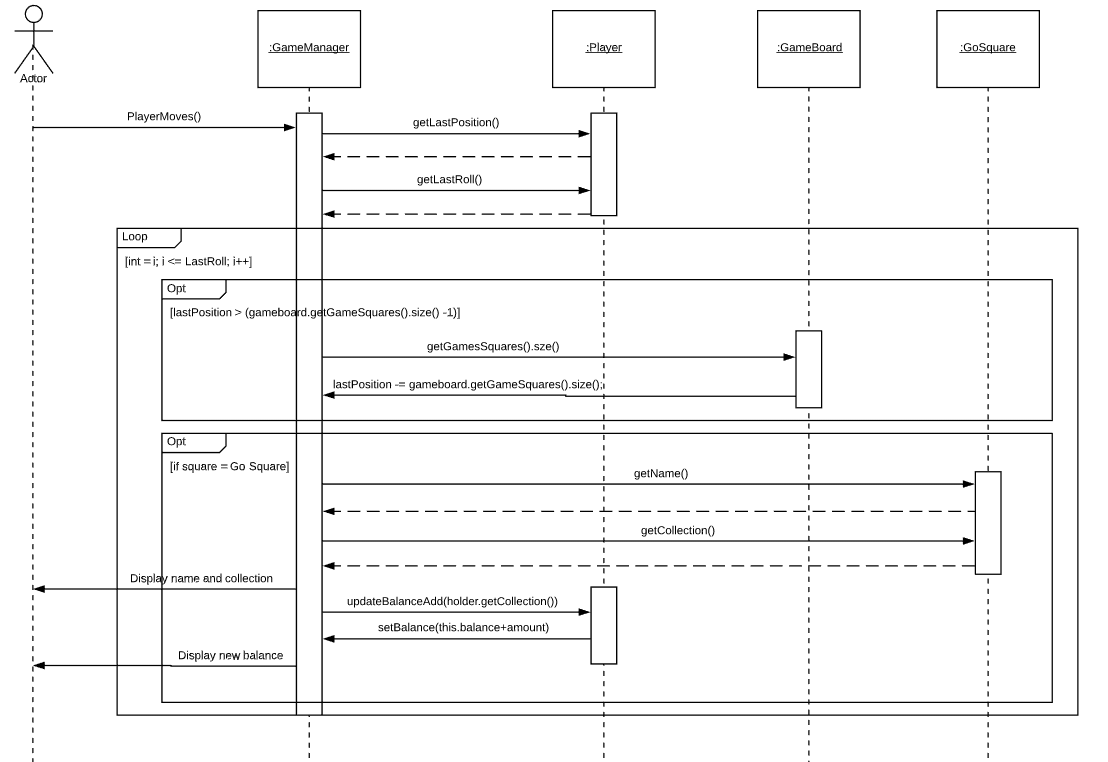 :GameManager
:Player
:GameBoard
:GoSquare
Actor
PlayerMoves()
getLastPosition()
getLastRoll()
Loop
[int = i; i <= LastRoll; i++]
Opt
[lastPosition > (gameboard.getGameSquares().size() -1)]
getGamesSquares().sze()
lastPosition -= gameboard.getGameSquares().size();
Opt
[if square = Go Square]
getName()
getCollection()
Display name and collection
updateBalanceAdd(holder.getCollection())
setBalance(this.balance+amount)
Display new balance